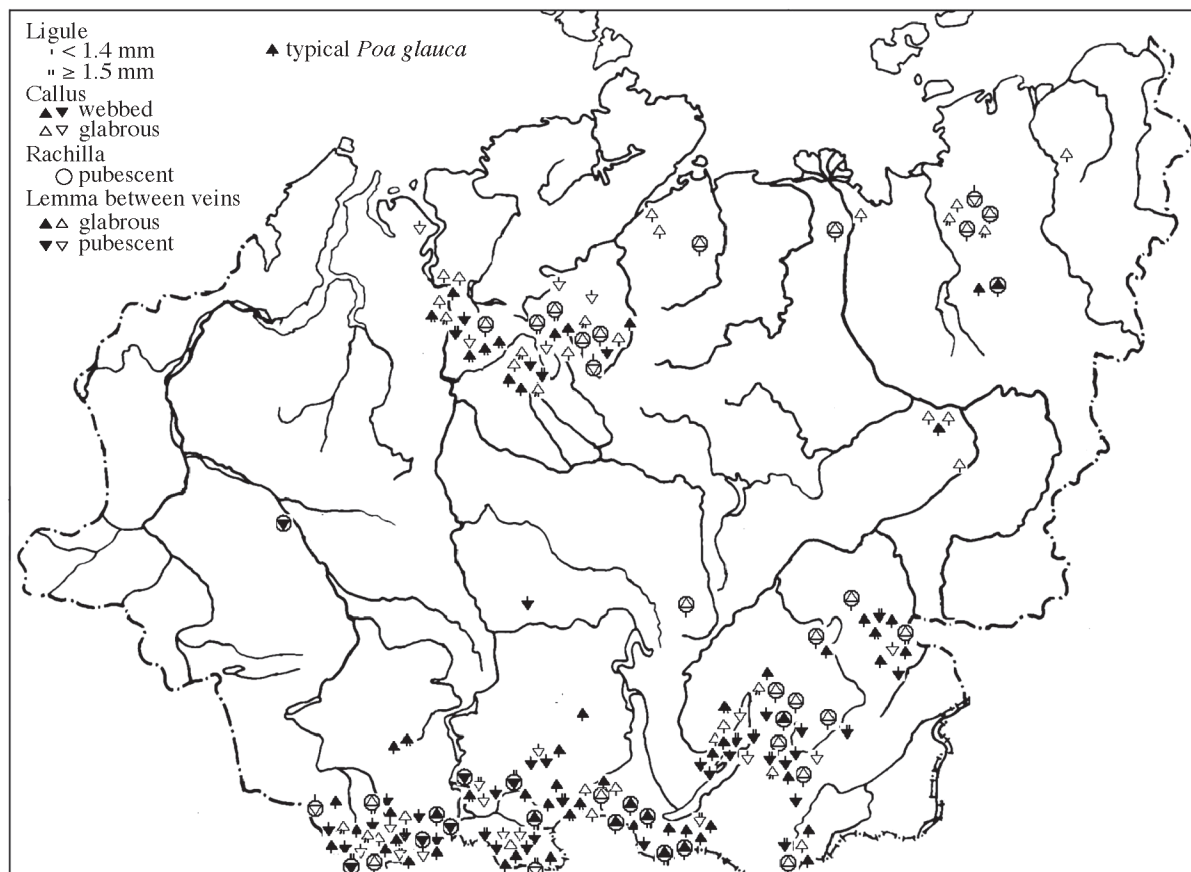 Ligule
< 1.4 mm
≥ 1.5 mm
Callus
webbed
glabrous
Rachilla
pubescent
Lemma between veins
glabrous
pubescent
typical Poa glauca